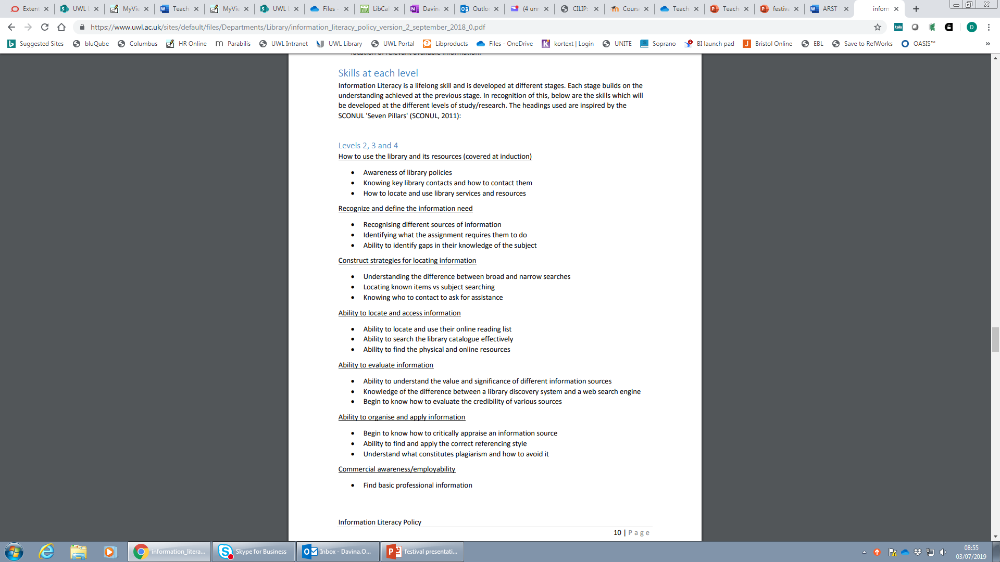 Exten
UWL L
MyVie
Teach
MyVie
UWL L
Files -
LibCal
Davin
Outlo
(4 unr
CILIP:
Cours
Teach
Teach
festiva
ARST
inform
https://www.uwl.ac.uk/sites/default/files/Departments/Library/information_literacy_policy_version_2_september_2018_0.pdf
Suggested Sites bluQube Columbus HR Online Parabilis UWL Intranet UWL Library UWL Portal Libproducts Files - OneDrive kortext | Login UNITE Soprano BI launch pad Bristol Online EBL Save to RefWorks OASIS™ »
location of relevant available information.
Skills at each level
Information Literacy is a lifelong skill and is developed at different stages. Each stage builds on the
understanding achieved at the previous stage. In recognition of this, below are the skills which will
be developed at the different levels of study/research. The headings used are inspired by the
SCONUL 'Seven Pillars' (SCONUL, 2011):
Levels 2, 3 and 4
How to use the library and its resources (covered at induction)
• Awareness of library policies
• Knowing key library contacts and how to contact them
• How to locate and use library services and resources
Recognize and define the information need
• Recognising different sources of information
• Identifying what the assignment requires them to do
• Ability to identify gaps in their knowledge of the subject
Construct strategies for locating information
• Understanding the difference between broad and narrow searches
• Locating known items vs subject searching
• Knowing who to contact to ask for assistance
Ability to locate and access information
• Ability to locate and use their online reading list
• Ability to search the library catalogue effectively
• Ability to find the physical and online resources
Ability to evaluate information
• Ability to understand the value and significance of different information sources
• Knowledge of the difference between a library discovery system and a web search engine
• Begin to know how to evaluate the credibility of various sources
Ability to organise and apply information
• Begin to know how to critically appraise an information source
• Ability to find and apply the correct referencing style
• Understand what constitutes plagiarism and how to avoid it
Commercial awareness/employability
• Find basic professional information
Information Literacy Policy
10 | Page
information_litera...
Skype for Business
Inbox - Davina.O...
festival presentati...
08:55
03/07/2019